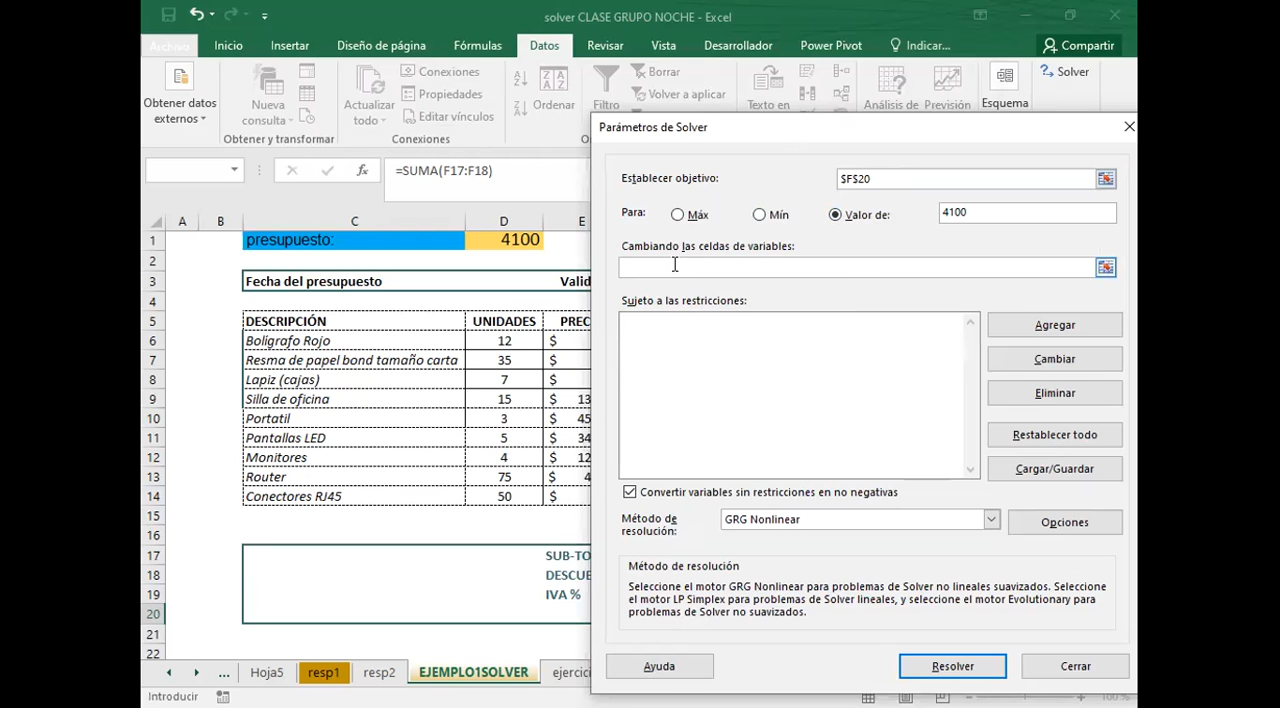 solver CLASE GRUPO NOCHE - Excel
Archivo Inicio Insertar Diseño de página Fórmulas Datos Revisar Vista Desarrollador Power Pivot Indicar... Compartir
Obtener datos
externos
Nueva
consulta
Obtener y transformar
Actualizar
todo
Conexiones
Propiedades
Editar vínculos
Conexiones
Ordenar
Filtro
Borrar
Volver a aplicar
Texto en
Análisis de
Previsión
Esquema
Solver
=SUMA(F17:F18)
A B C D E
1 presupuesto: 4100
2
3 Fecha del presupuesto Valid
4
5 DESCRIPCIÓN UNIDADES PREC
6 Boligrafo Rojo 12 $
7 Resma de papel bond tamaño carta 35 $
8 Lapiz (cajas) 7 $
9 Silla de oficina 15 $ 13
10 Portatil 3 $ 45
11 Pantallas LED 5 $ 34
12 Monitores 4 $ 12
13 Router 75 $ 4
14 Conectores RJ45 50 $
15
16
17 SUB-TO
18 DESCUE
19 IVA %
20
21
22
... Hoja5 resp1 resp2 EJEMPLO1SOLVER ejercici
Introducir
100 %
Parámetros de Solver
Establecer objetivo: $F$20
Para: Máx Mín Valor de: 4100
Cambiando las celdas de variables:
Sujeto a las restricciones:
Agregar
Cambiar
Eliminar
Restablecer todo
Cargar/Guardar
Convertir variables sin restricciones en no negativas
Método de
resolución:
GRG Nonlinear
Opciones
Método de resolución
Seleccione el motor GRG Nonlinear para problemas de Solver no lineales suavizados. Seleccione
el motor LP Simplex para problemas de Solver lineales, y seleccione el motor Evolutionary para
problemas de Solver no suavizados.
Ayuda Resolver Cerrar